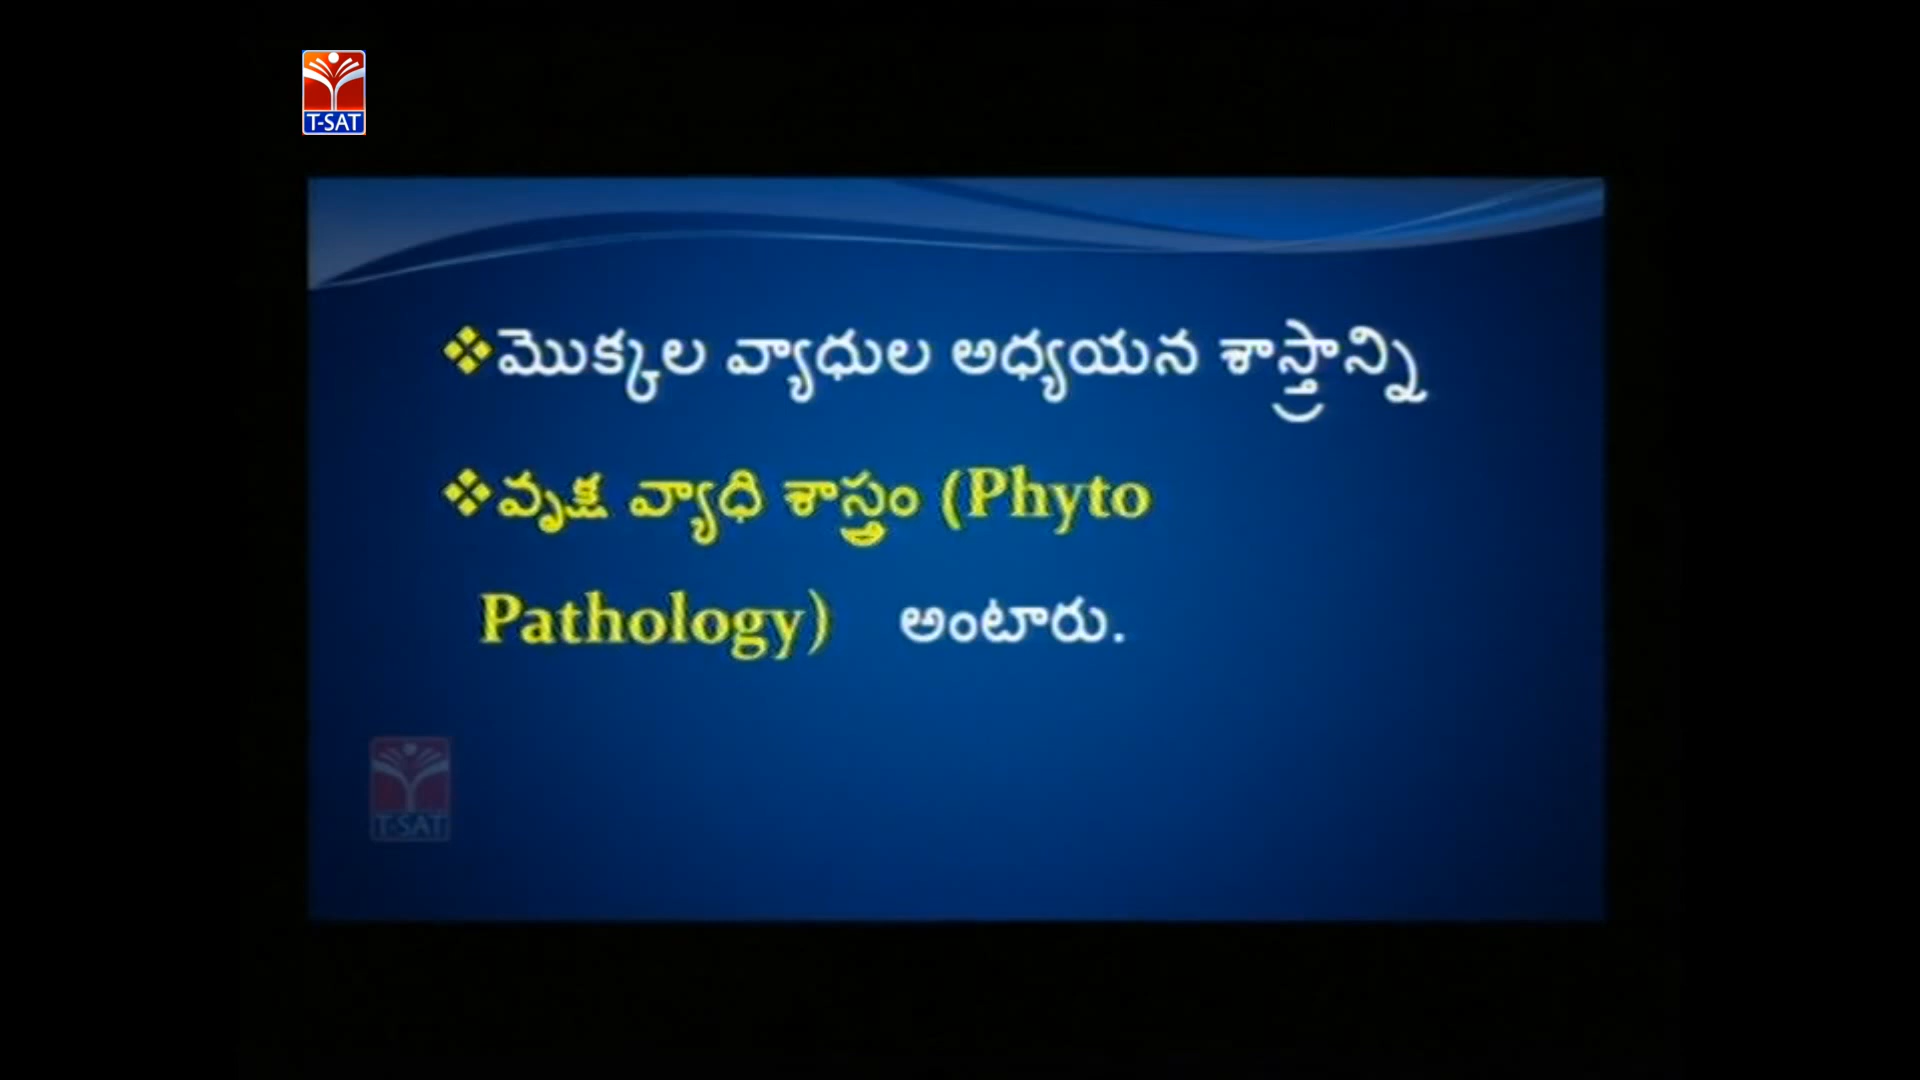 T-SAT
❖మొక్కల వ్యాధుల అధ్యయన శాస్త్రాన్ని
❖వృక్ష వ్యాధి శాస్త్రం (Phyto
Pathology) అంటారు.
T-SAT